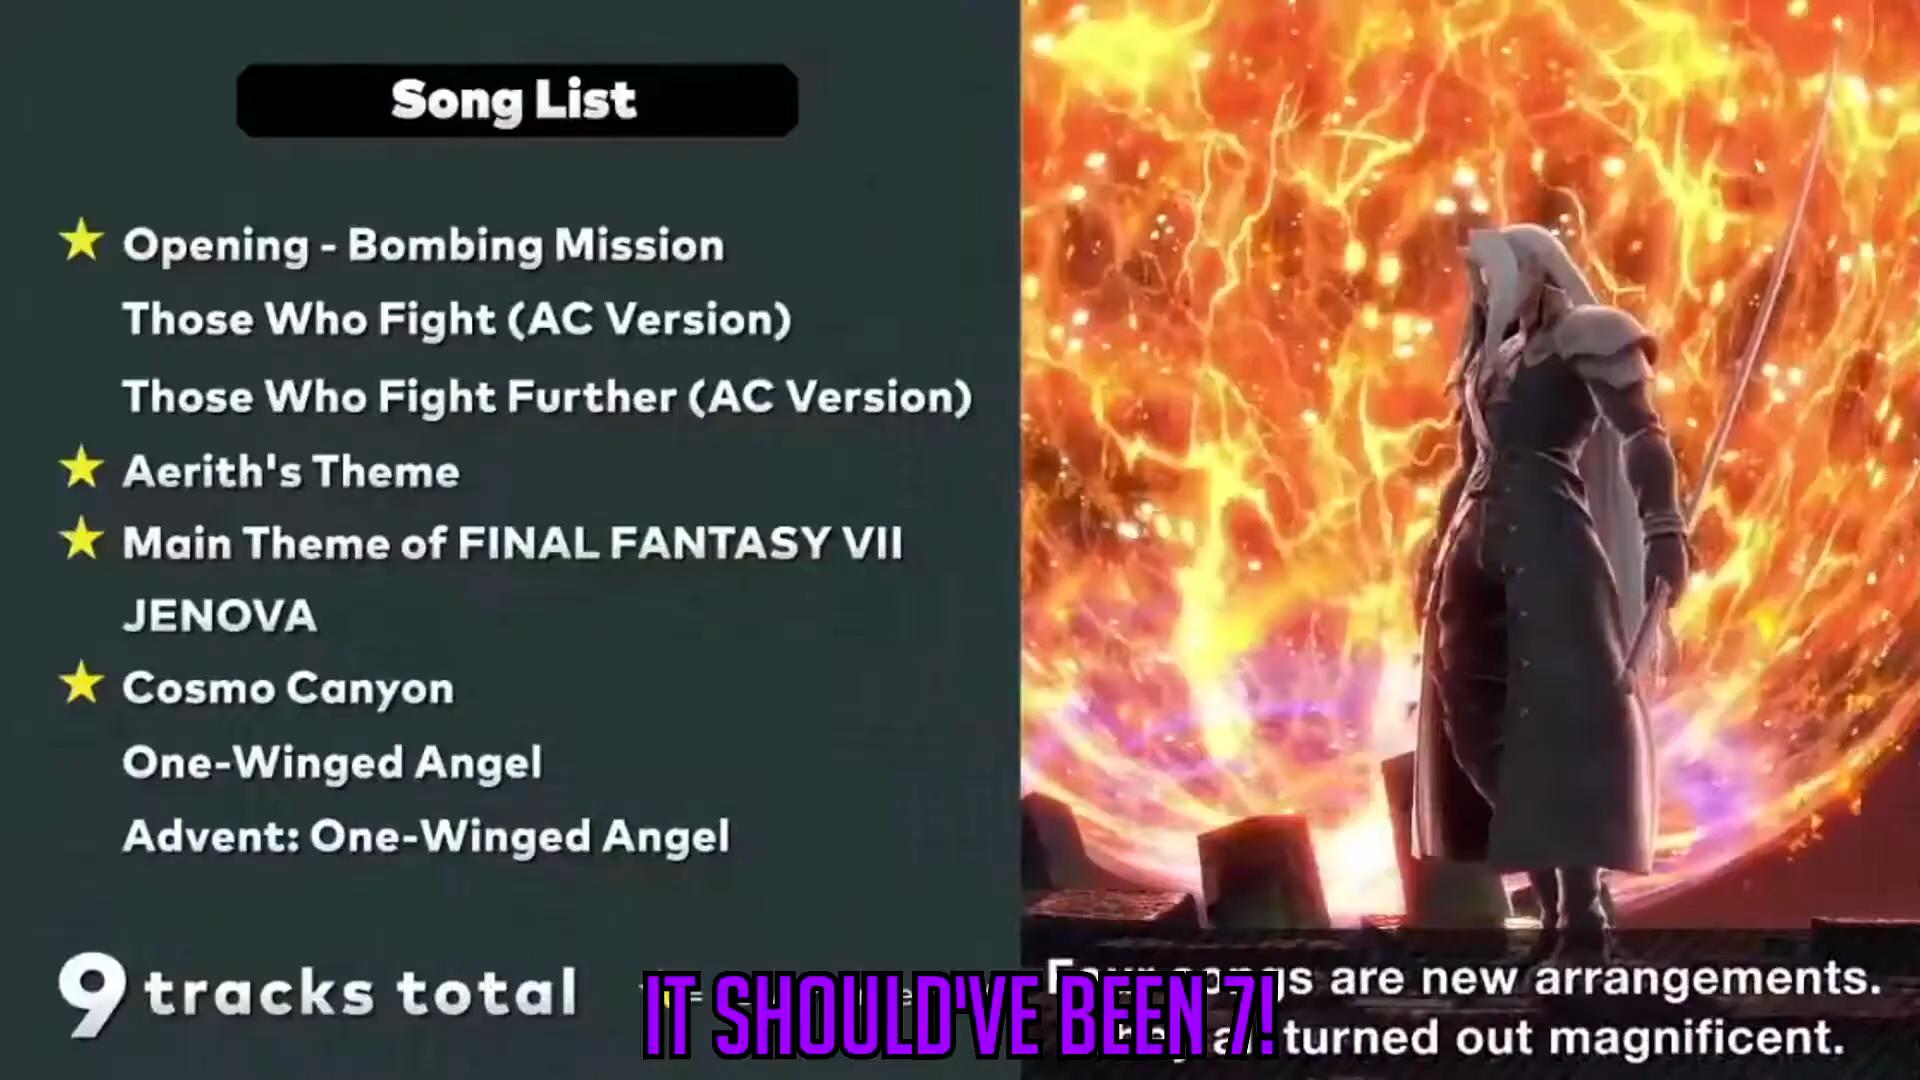 Song List
★ Opening - Bombing Mission
Those Who Fight (AC Version)
Those Who Fight Further (AC Version)
★ Aerith's Theme
★ Main Theme of FINAL FANTASY VII
JENOVA
★ Cosmo Canyon
One-Winged Angel
Advent: One-Winged Angel
9 tracks total
songs are new arrangements.
turned out magnificent.
IT SHOULD'VE BEEN 7!